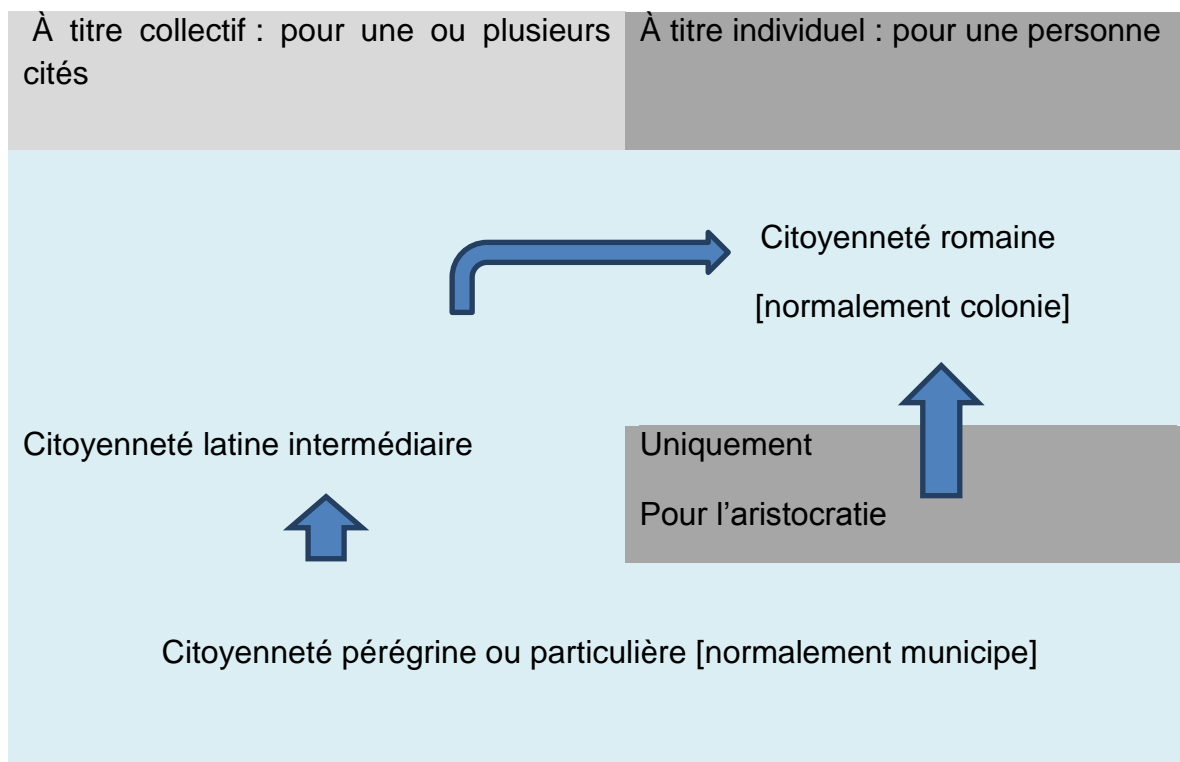 À titre collectif : pour une ou plusieurs
cités
À titre individuel : pour une personne
Citoyenneté romaine
[normalement colonie]
Citoyenneté latine intermédiaire
Uniquement
Pour l’aristocratie
Citoyenneté pérégrine ou particulière [normalement municipe]